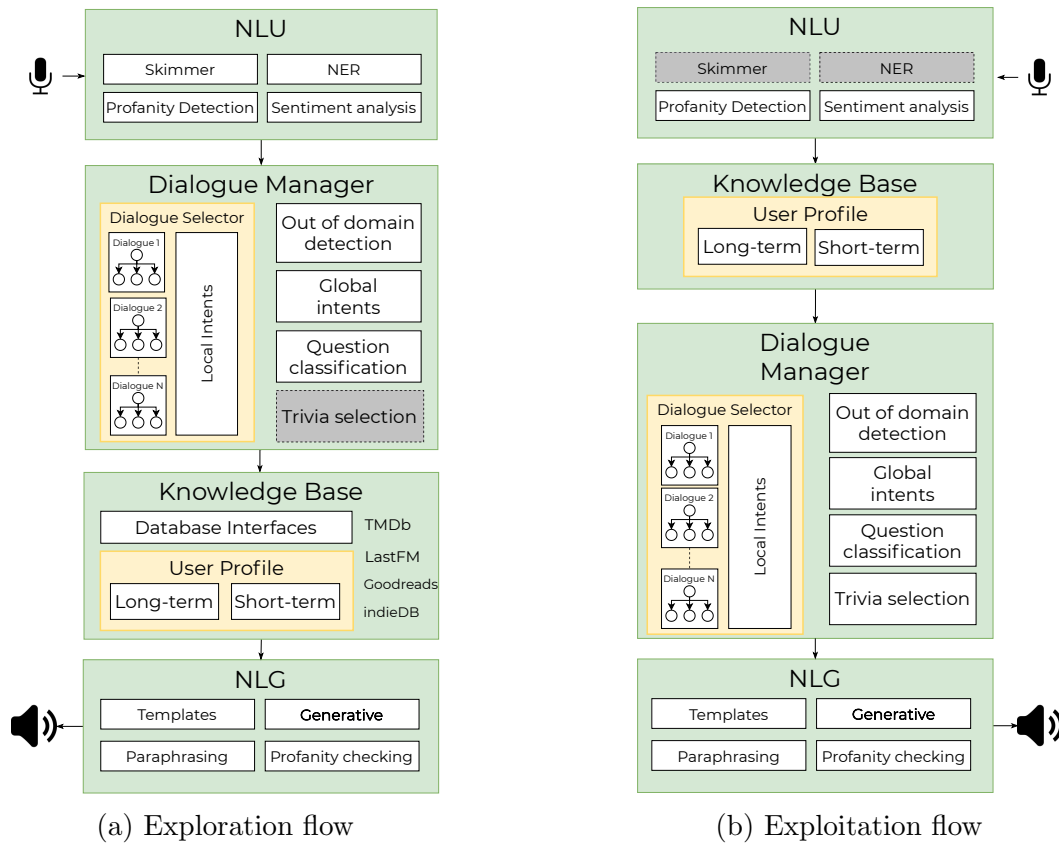 NLU
Skimmer
NER
Profanity Detection
Sentiment analysis
Dialogue Manager
Dialogue Selector
Dialogue 1
Dialogue 2
Dialogue N
Local Intents
Out of domain
detection
Global
intents
Question
classification
Trivia selection
Knowledge Base
Database Interfaces
TMDb
LastFM
Goodreads
indieDB
User Profile
Long-term
Short-term
NLG
Templates
Generative
Paraphrasing
Profanity checking
(a) Exploration flow
NLU
Skimmer
NER
Profanity Detection
Sentiment analysis
Knowledge Base
User Profile
Long-term
Short-term
Dialogue
Manager
Dialogue Selector
Dialogue 1
Dialogue 2
Dialogue N
Local Intents
Out of domain
detection
Global
intents
Question
classification
Trivia selection
NLG
Templates
Generative
Paraphrasing
Profanity checking
(b) Exploitation flow